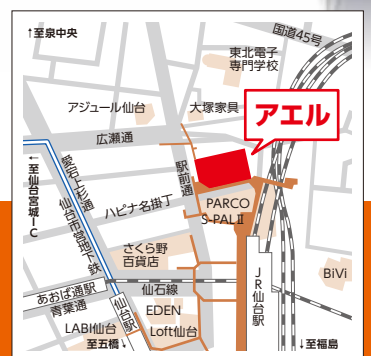 ↑至泉中央
国道45号
東北電子
専門学校
アジュール仙台
大塚家具
アエル
広瀬通
←至仙台宮城IC
愛宕上杉通
仙台市営地下鉄
駅前通
ハピナ名掛丁
PARCO
S-PALⅡ
さくら野
百貨店
JR仙台駅
BiVi
あおば通駅
仙石線
青葉通
仙台駅
EDEN
LABI仙台
Loft仙台
至五橋↓
↓至福島